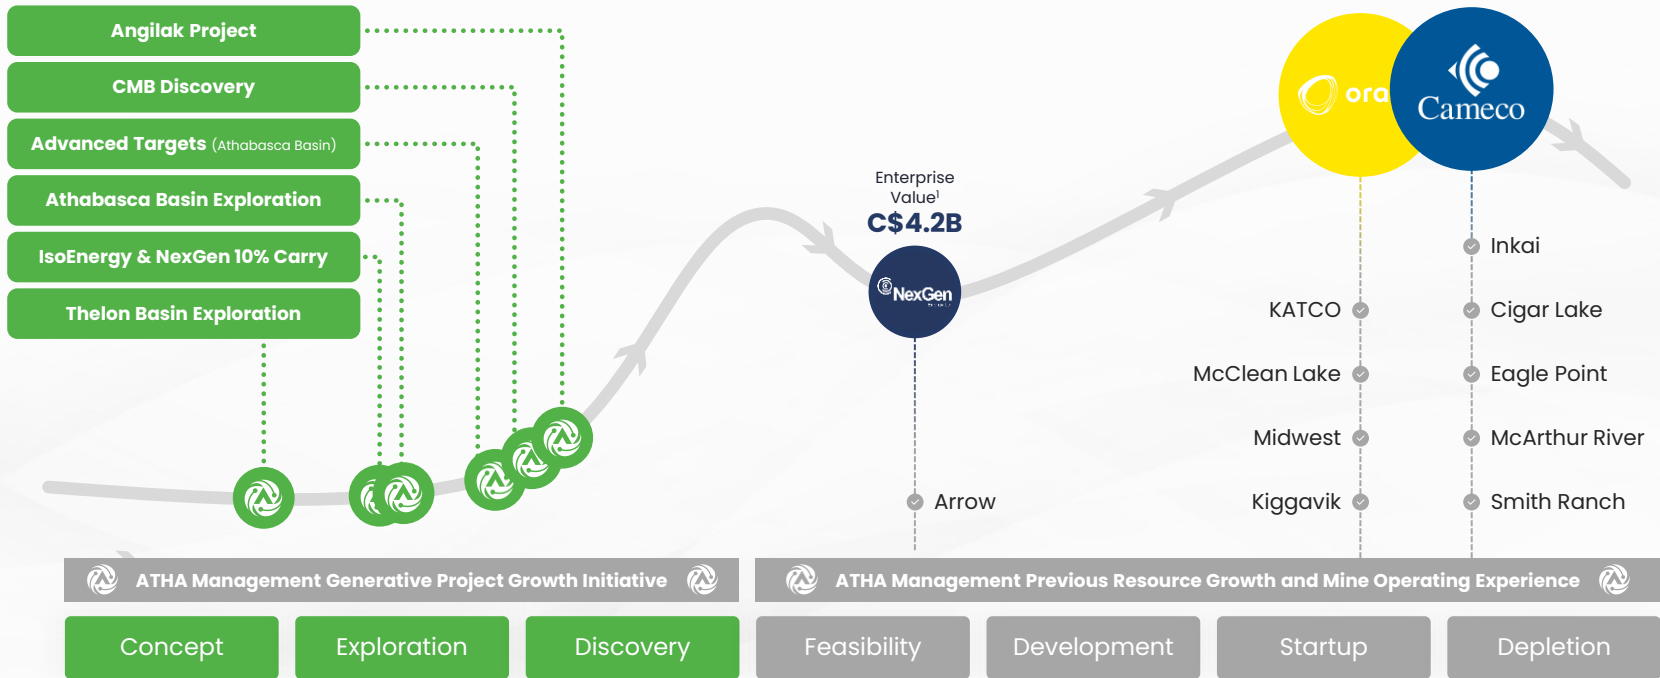 Angilak Project
CMB Discovery
Advanced Targets (Athabasca Basin)
Athabasca Basin Exploration
IsoEnergy & NexGen 10% Carry
Thelon Basin Exploration
Enterprise
Value¹
C$4.2B
NexGen
ora
Cameco
Inkai
Cigar Lake
Eagle Point
McArthur River
Smith Ranch
KATCO
McClean Lake
Midwest
Kiggavik
Arrow
ATHA Management Generative Project Growth Initiative
ATHA Management Previous Resource Growth and Mine Operating Experience
Concept
Exploration
Discovery
Feasibility
Development
Startup
Depletion